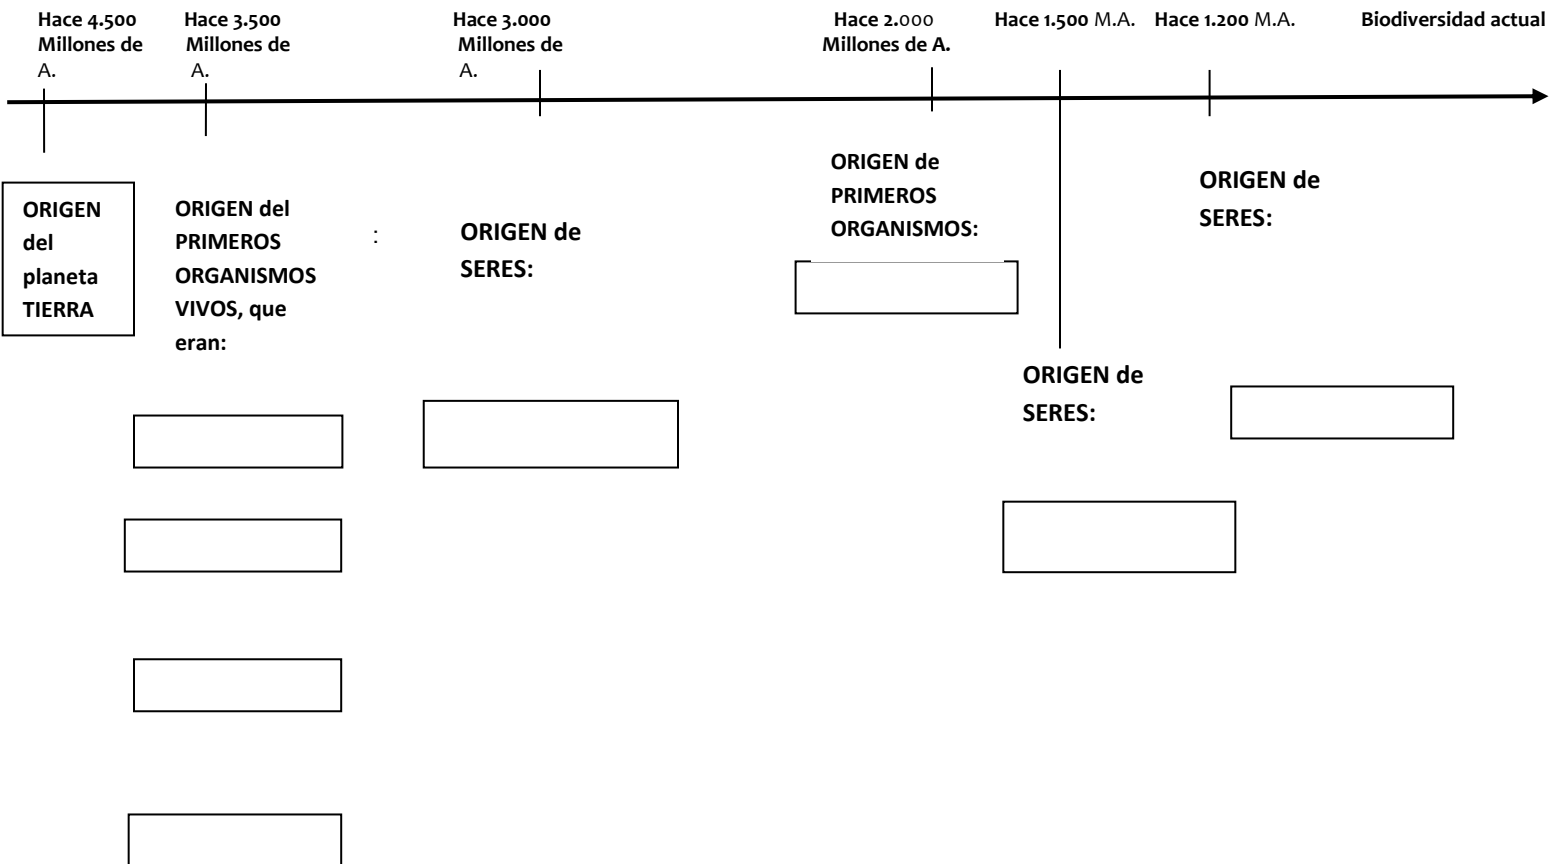 Hace 4.500
Millones de
A.
Hace 3.500
Millones de
A.
Hace 3.000
Millones de
A.
Hace 2.000
Millones de A.
Hace 1.500 M.A.
Hace 1.200 M.A.
Biodiversidad actual
ORIGEN
del
planeta
TIERRA
ORIGEN del
PRIMEROS
ORGANISMOS
VIVOS, que
eran:
:
ORIGEN de
SERES:
ORIGEN de
PRIMEROS
ORGANISMOS:
ORIGEN de
SERES:
ORIGEN de
SERES: